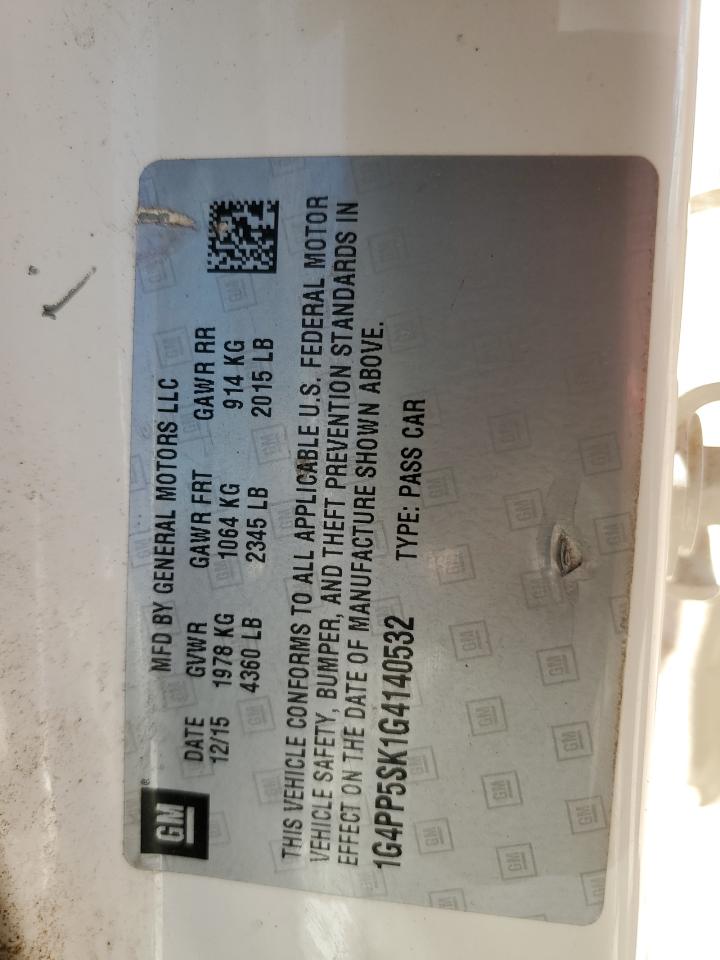 GM®
MFD BY GENERAL MOTORS LLC
DATE GVWR GAWR FRT GAWR RR
12/15 1978 KG 1064 KG 914 KG
4360 LB 2345 LB 2015 LB
THIS VEHICLE CONFORMS TO ALL APPLICABLE U.S. FEDERAL MOTOR
VEHICLE SAFETY, BUMPER, AND THEFT PREVENTION STANDARDS IN
EFFECT ON THE DATE OF MANUFACTURE SHOWN ABOVE.
1G4PP5SK1G4140532 TYPE: PASS CAR